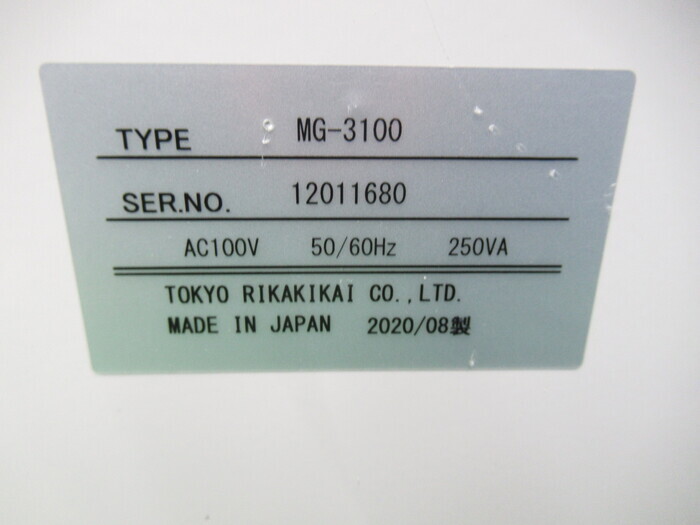 TYPE MG-3100
SER.NO. 12011680
AC100V 50/60Hz 250VA
TOKYO RIKAKIKAI CO.,LTD.
MADE IN JAPAN 2020/08製